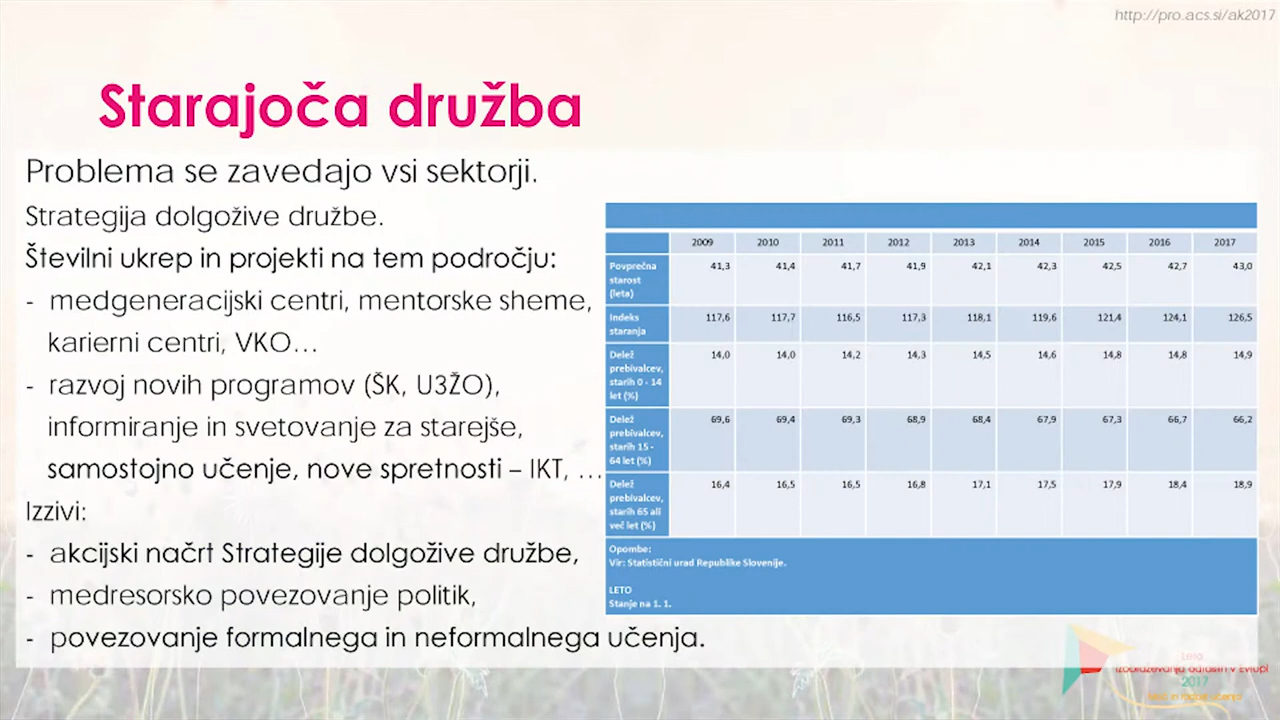 http://pro.acs.si/ak2017
Starajoča družba
Problema se zavedajo vsi sektorji.
Strategija dolgožive družbe.
Številni ukrep in projekti na tem področju:
- medgeneracijski centri, mentorske sheme,
karierni centri, VKO...
- razvoj novih programov (ŠK, U3ŽO),
informiranje in svetovanje za starejše,
samostojno učenje, nove spretnosti – IKT, ...
Izzivi:
- akcijski načrt Strategije dolgožive družbe,
- medresorsko povezovanje politik,
- povezovanje formalnega in neformalnega učenja.
2009 2010 2011 2012 2013 2014 2015 2016 2017
Povprečna starost (leta) 41,3 41,4 41,7 41,9 42,1 42,3 42,5 42,7 43,0
Indeks staranja 117,6 117,7 116,5 117,3 118,1 119,6 121,4 124,1 126,5
Delež prebivalcev, starih 0 - 14 let (%) 14,0 14,0 14,2 14,3 14,5 14,6 14,8 14,8 14,9
Delež prebivalcev, starih 15 - 64 let (%) 69,6 69,4 69,3 68,9 68,4 67,9 67,3 66,7 66,2
Delež prebivalcev, starih 65 ali več let (%) 16,4 16,5 16,5 16,8 17,1 17,5 17,9 18,4 18,9
Opombe:
Vir: Statistični urad Republike Slovenije.
LETO
Stanje na 1. 1.
Leto
izobraževanja odraslih v Evropi
2017